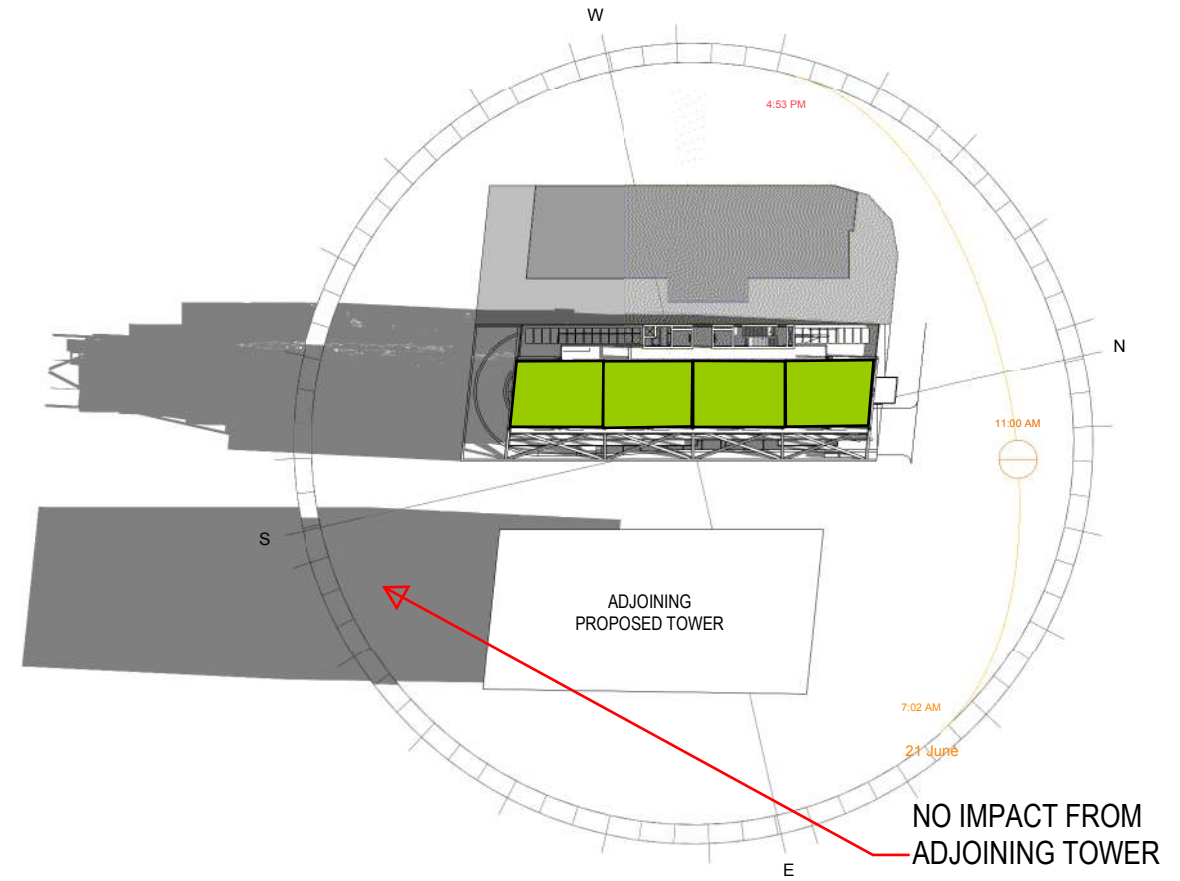 W
4:53 PM
N
11:00 AM
S
ADJOINING
PROPOSED TOWER
7:02 AM
21 June
NO IMPACT FROM
ADJOINING TOWER
E